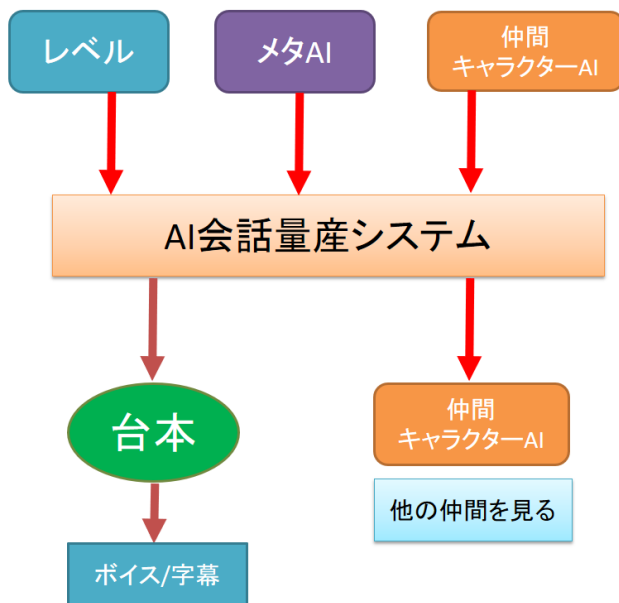 レベル
メタAI
仲間
キャラクターAI
AI会話量産システム
台本
仲間
キャラクターAI
他の仲間を見る
ボイス/字幕